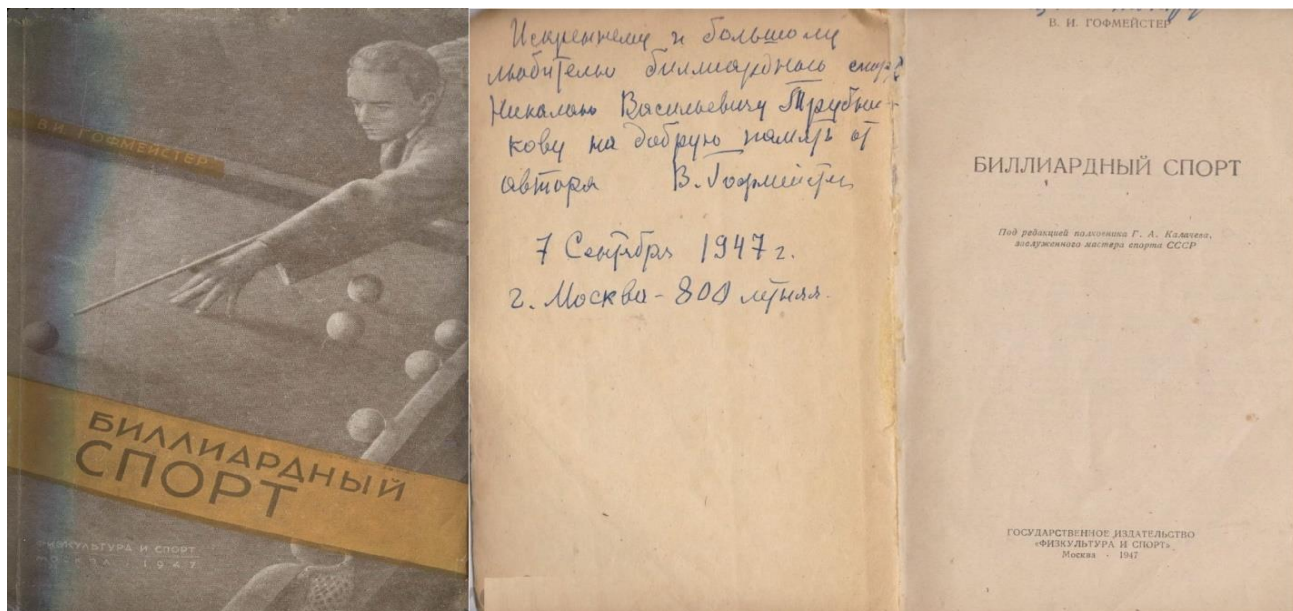 В. И. ГОФМЕЙСТЕР
БИЛЛИАРДНЫЙ
СПОРТ
ФИЗКУЛЬТУРА И СПОРТ
МОСКВА 1947
Искреннему и большому
любителю биллиардного
Николаю Васильевичу Трубни-
кову на добрую память от
автора В. Гофмейстер
7 Сентября 1947 г.
г. Москва - 800 летняя.
В. И. ГОФМЕЙСТЕР
БИЛЛИАРДНЫЙ СПОРТ
Под редакцией полковника Г. А. Калачева,
заслуженного мастера спорта СССР
ГОСУДАРСТВЕННОЕ ИЗДАТЕЛЬСТВО
«ФИЗКУЛЬТУРА И СПОРТ»
Москва · 1947